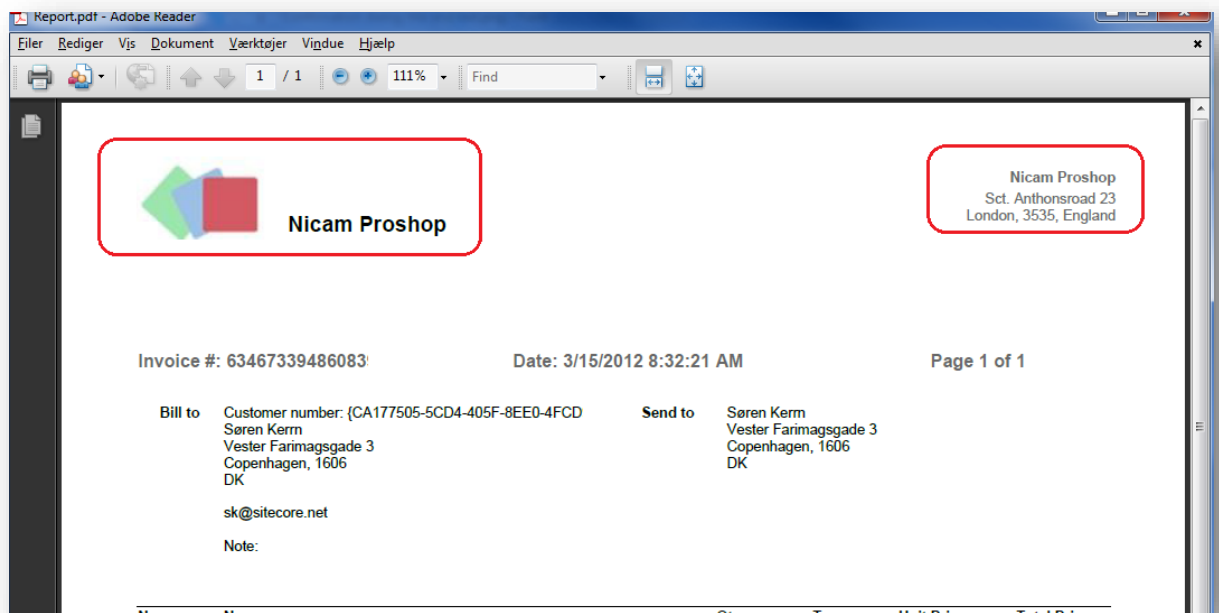 Report.pdf - Adobe Reader
Filer Rediger Vis Dokument Værktøjer Vindue Hjælp
1 / 1 111% Find
Nicam Proshop
Nicam Proshop
Sct. Anthonsroad 23
London, 3535, England
Invoice #: 63467339486083 Date: 3/15/2012 8:32:21 AM Page 1 of 1
Bill to Customer number: {CA177505-5CD4-405F-8EE0-4FCD Send to Søren Kerrn
Søren Kerrn Vester Farimagsgade 3
Vester Farimagsgade 3 Copenhagen, 1606
Copenhagen, 1606 DK
DK
sk@sitecore.net
Note: